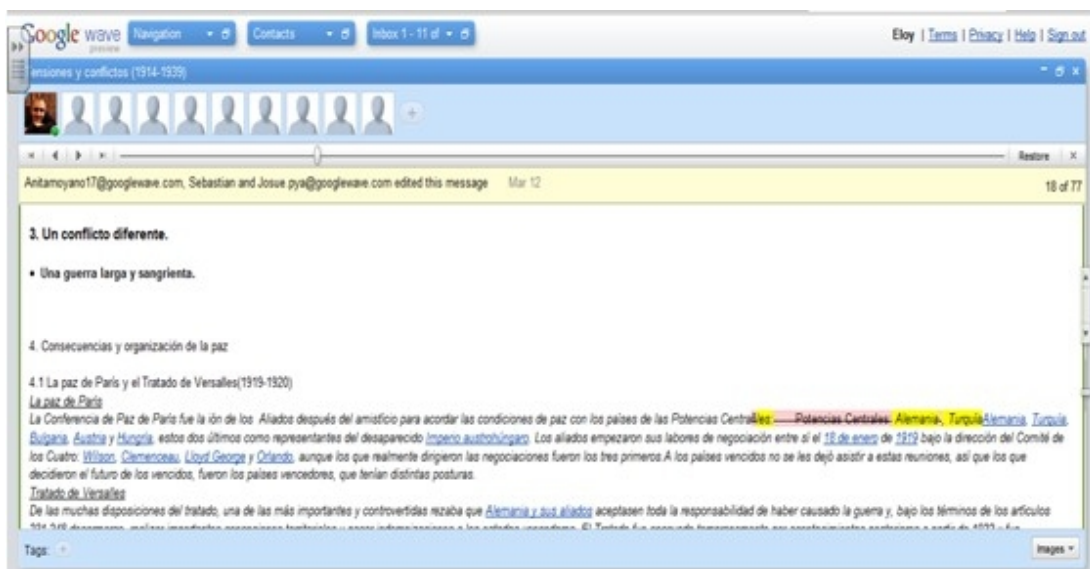 Google wave Navigation Contacts Inbox 1 - 11 of Eloy | Terms | Privacy | Help | Sign out
preview
Tensiones y conflictos (1914-1939)
Restore
Anitamoyano17@googlewave.com, Sebastian and Josue.pya@googlewave.com edited this message Mar 12 18 of 77
3. Un conflicto diferente.
• Una guerra larga y sangrienta.
4. Consecuencias y organización de la paz
4.1 La paz de París y el Tratado de Versalles(1919-1920)
La paz de París
La Conferencia de Paz de París fue la ión de los Aliados después del amisticio para acordar las condiciones de paz con los países de las Potencias Centrales: Potencias Centrales: Alemania, Turquía Alemania, Turquía,
Bulgaria, Austria y Hungría, estos dos últimos como representantes del desaparecido Imperio austrohúngaro. Los aliados empezaron sus labores de negociación entre sí el 18 de enero de 1919 bajo la dirección del Comité de
los Cuatro: Wilson, Clemenceau, Lloyd George y Orlando, aunque los que realmente dirigieron las negociaciones fueron los tres primeros.A los países vencidos no se les dejó asistir a estas reuniones, así que los que
decidieron el futuro de los vencidos, fueron los países vencedores, que tenían distintas posturas.
Tratado de Versalles
De las muchas disposiciones del tratado, una de las más importantes y controvertidas rezaba que Alemania y sus aliados aceptasen toda la responsabilidad de haber causado la guerra y, bajo los términos de los artículos
Tags:
Images